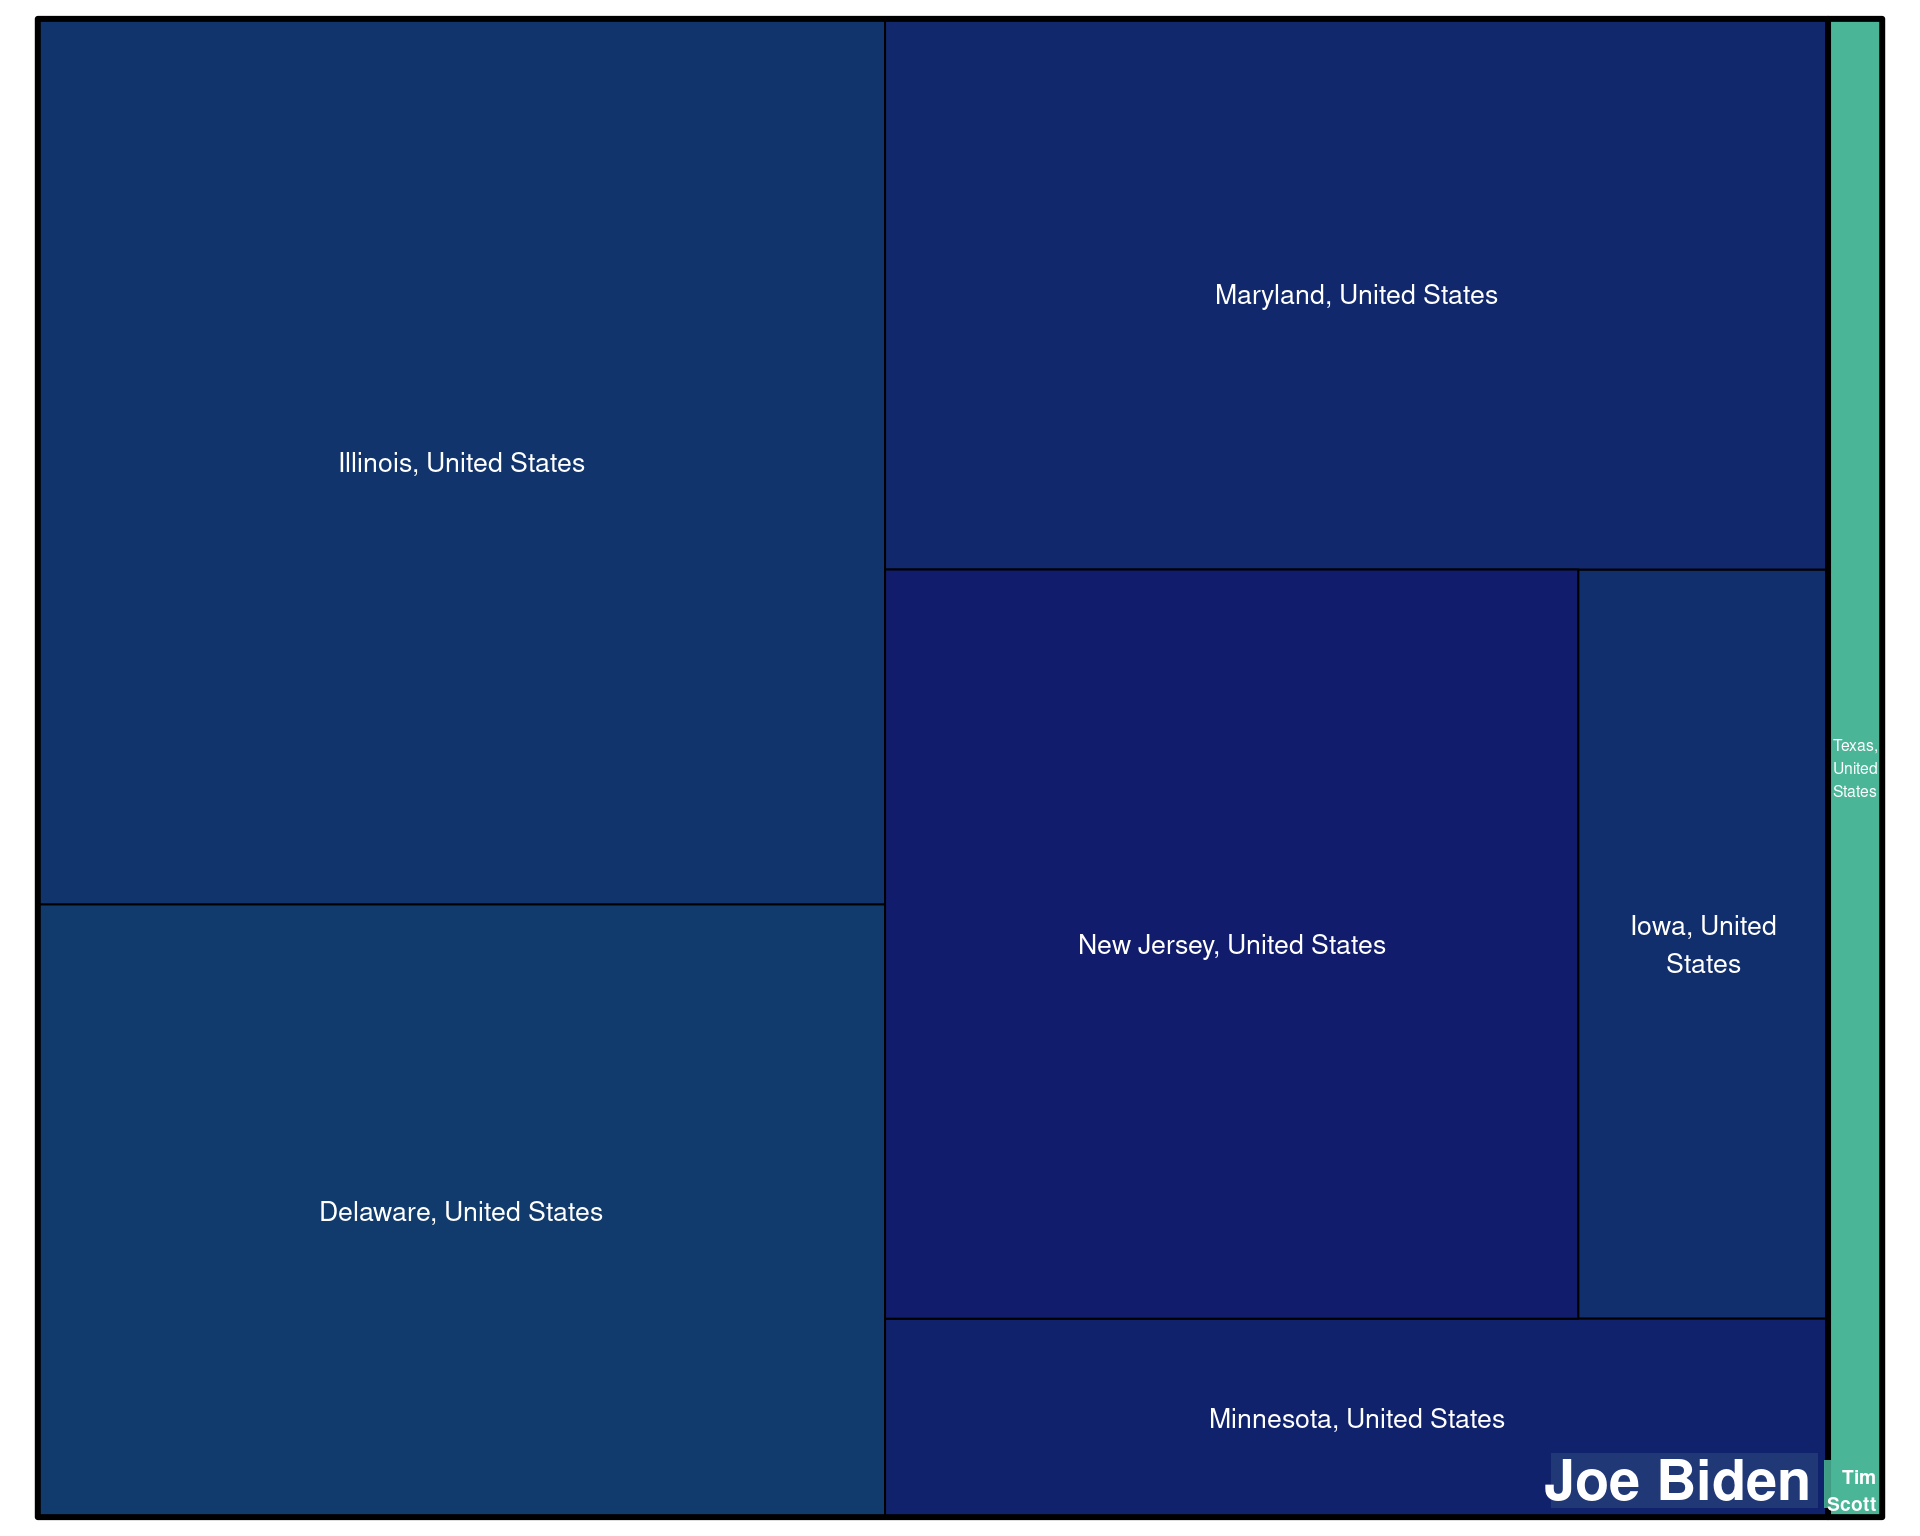 Maryland, United States
Illinois, United States
Texas,
United
States
New Jersey, United States
Iowa, United
States
Delaware, United States
Minnesota, United States
Joe Biden
Tim
Scott